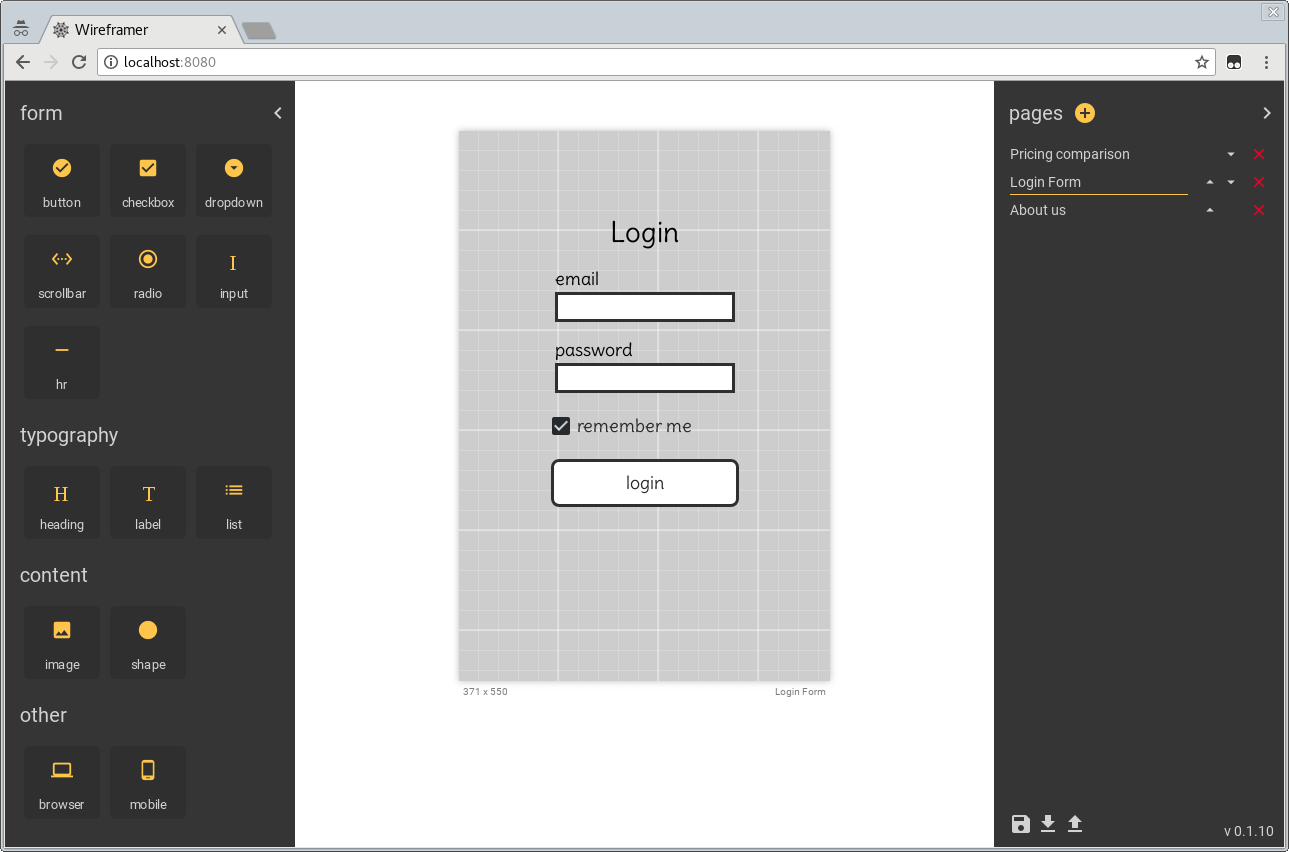 Wireframer
localhost:8080
form
button
checkbox
dropdown
scrollbar
radio
I
input
hr
typography
H
heading
T
label
list
content
image
shape
other
browser
mobile
Login
email
password
remember me
login
371 x 550
Login Form
pages
Pricing comparison
Login Form
About us
v 0.1.10